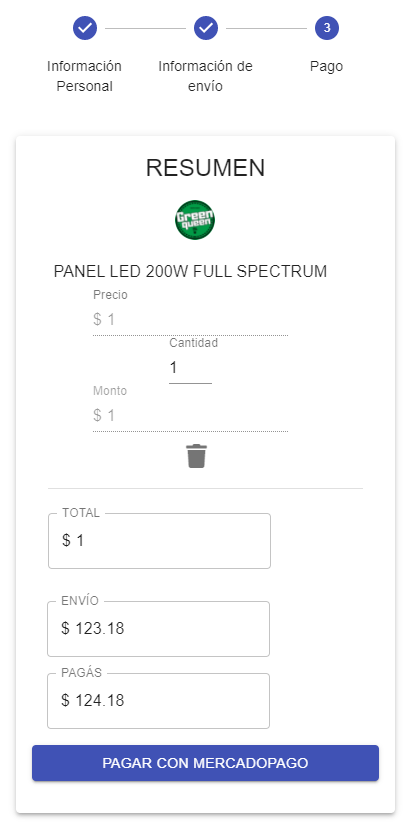 3
Información
Personal
Información de
envío
Pago
RESUMEN
Green
queen
PANEL LED 200W FULL SPECTRUM
Precio
$ 1
Cantidad
1
Monto
$ 1
TOTAL
$ 1
ENVÍO
$ 123.18
PAGÁS
$ 124.18
PAGAR CON MERCADOPAGO